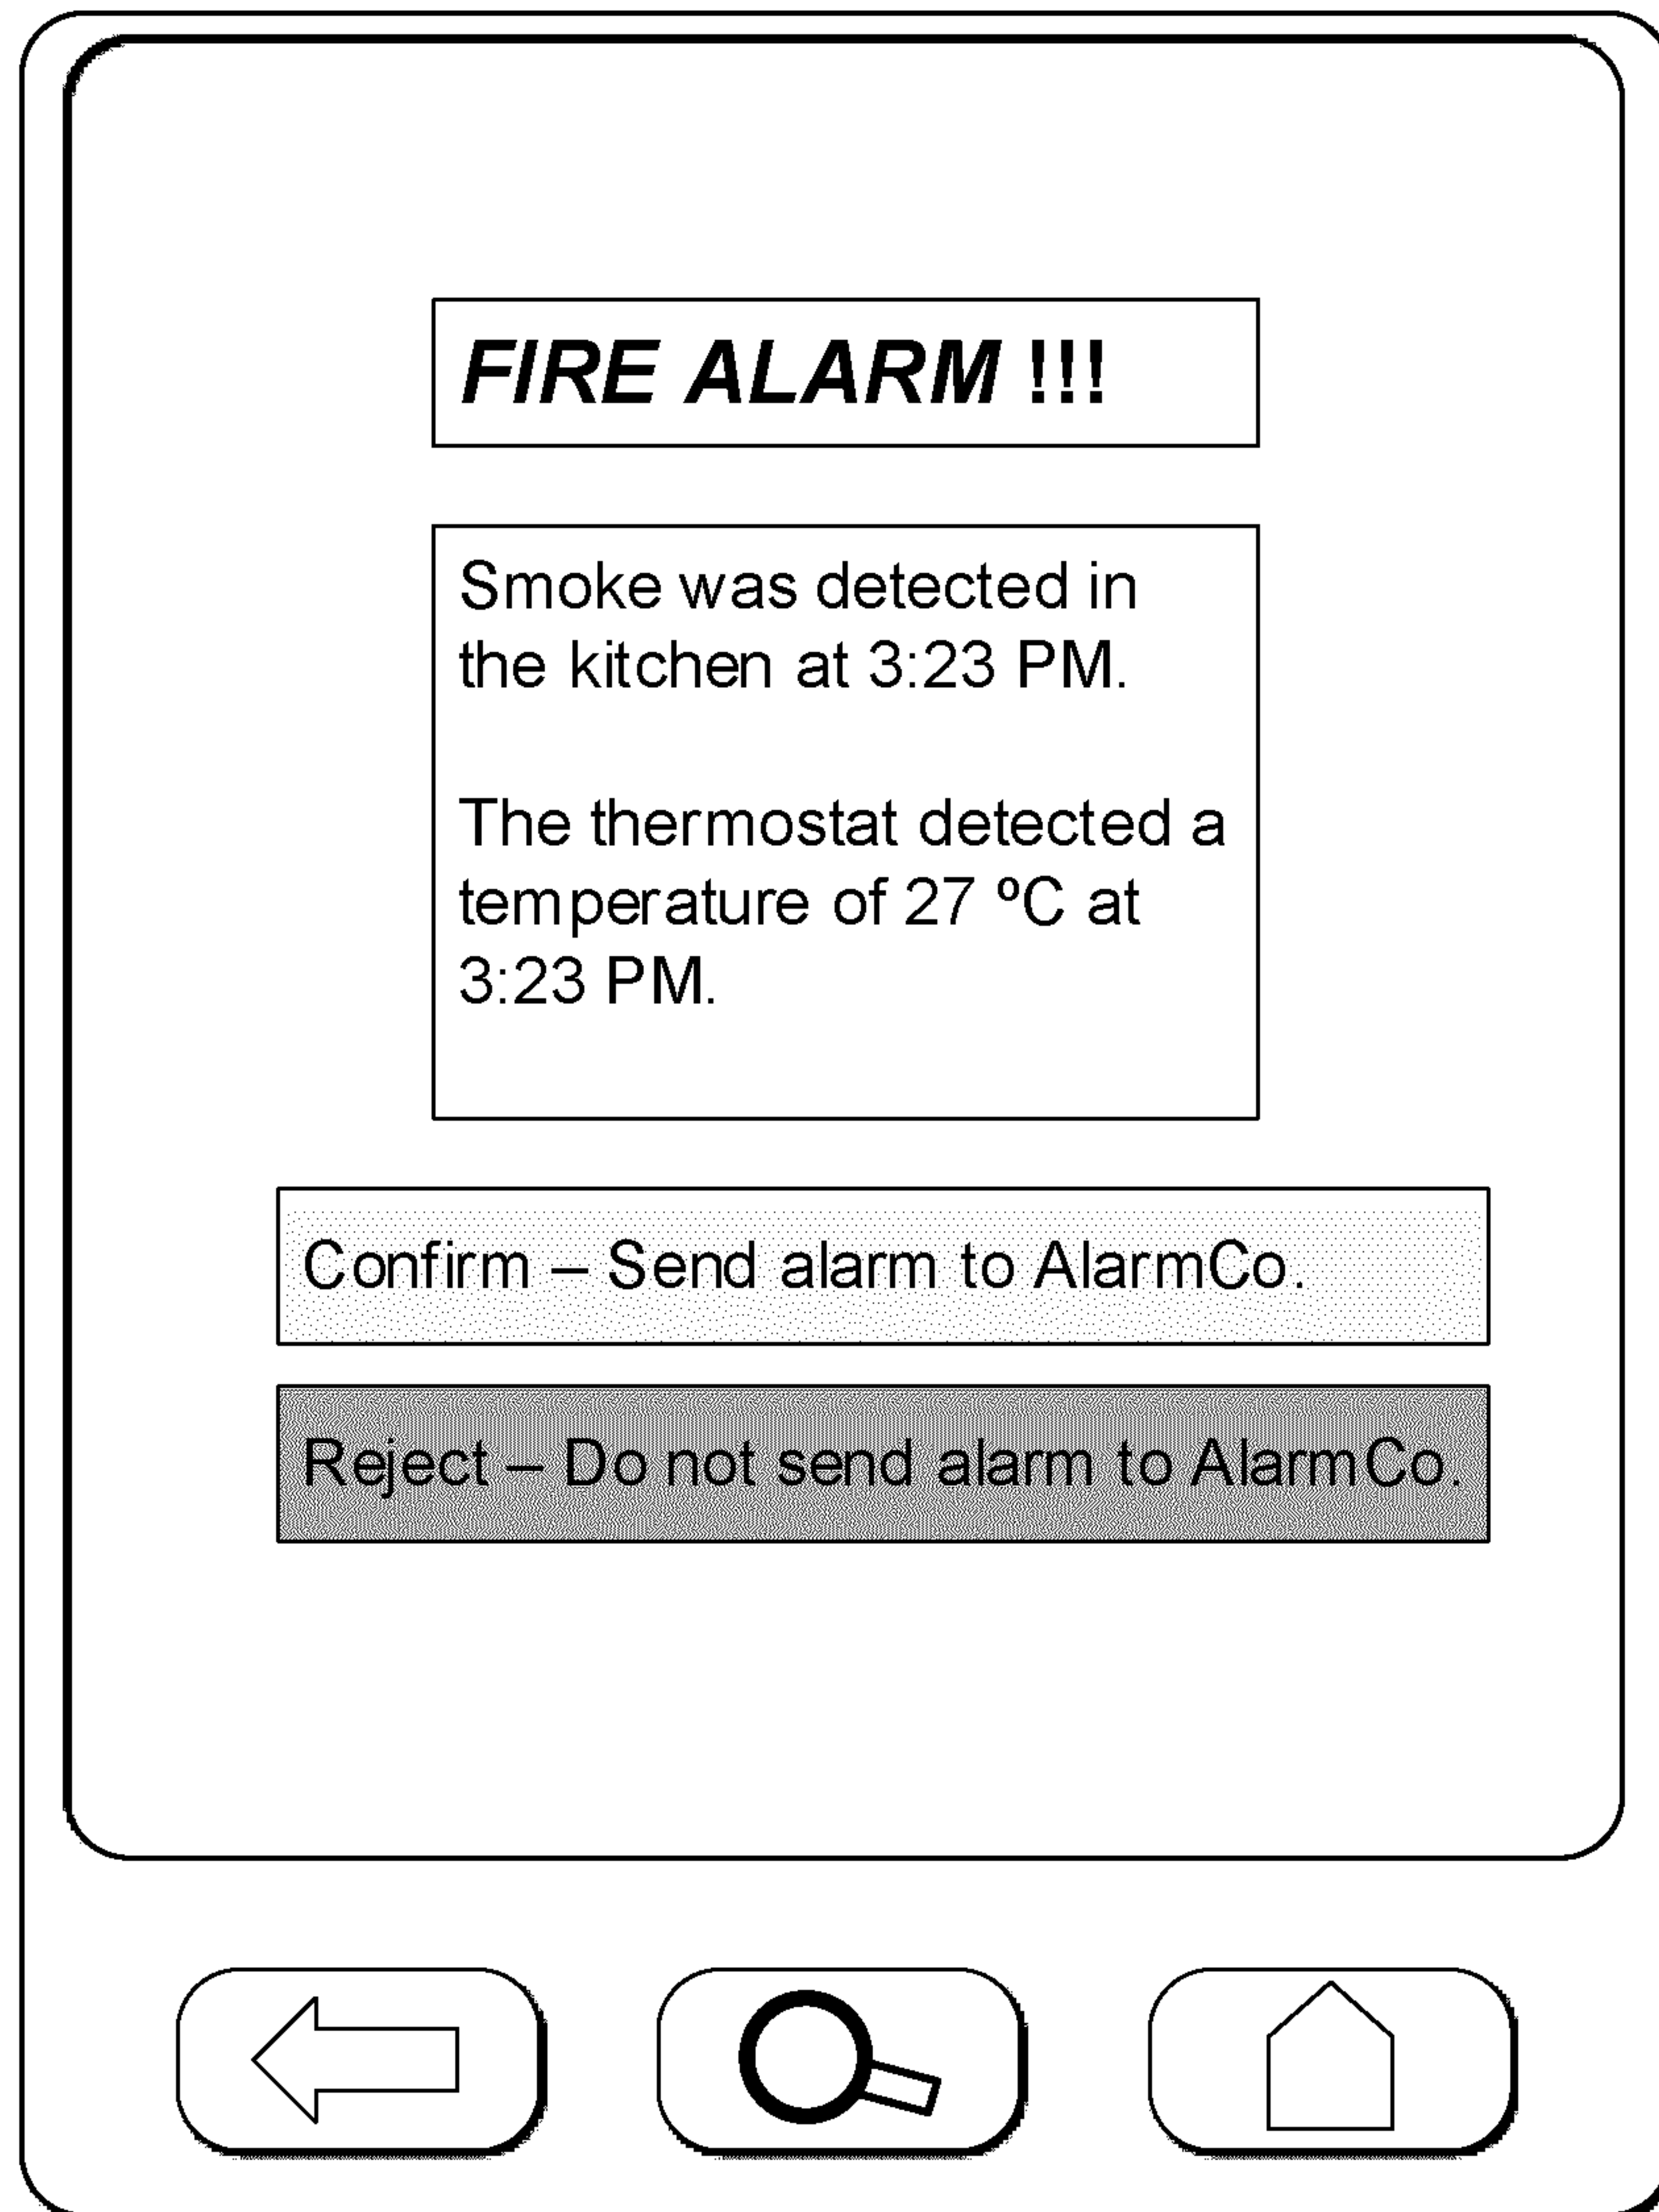 FIRE ALARM !!!
Smoke was detected in
the kitchen at 3:23 PM.
The thermostat detected a
temperature of 27 ºC at
3:23 PM.
Confirm – Send alarm to AlarmCo.
Reject – Do not send alarm to AlarmCo.